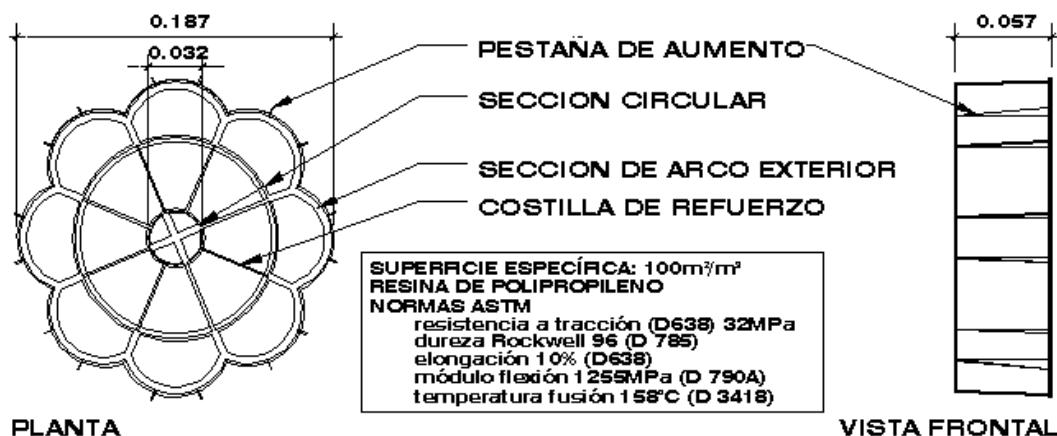 0.187
0.032
0.057
PESTAÑA DE AUMENTO
SECCION CIRCULAR
SECCION DE ARCO EXTERIOR
COSTILLA DE REFUERZO
SUPERFICIE ESPECÍFICA: 100m²/m³
RESINA DE POLIPROPILENO
NORMAS ASTM
resistencia a tracción (D638) 32MPa
dureza Rockwell 96 (D 785)
elongación 10% (D638)
módulo flexión 1255MPa (D 790A)
temperatura fusión 158°C (D 3418)
PLANTA
VISTA FRONTAL